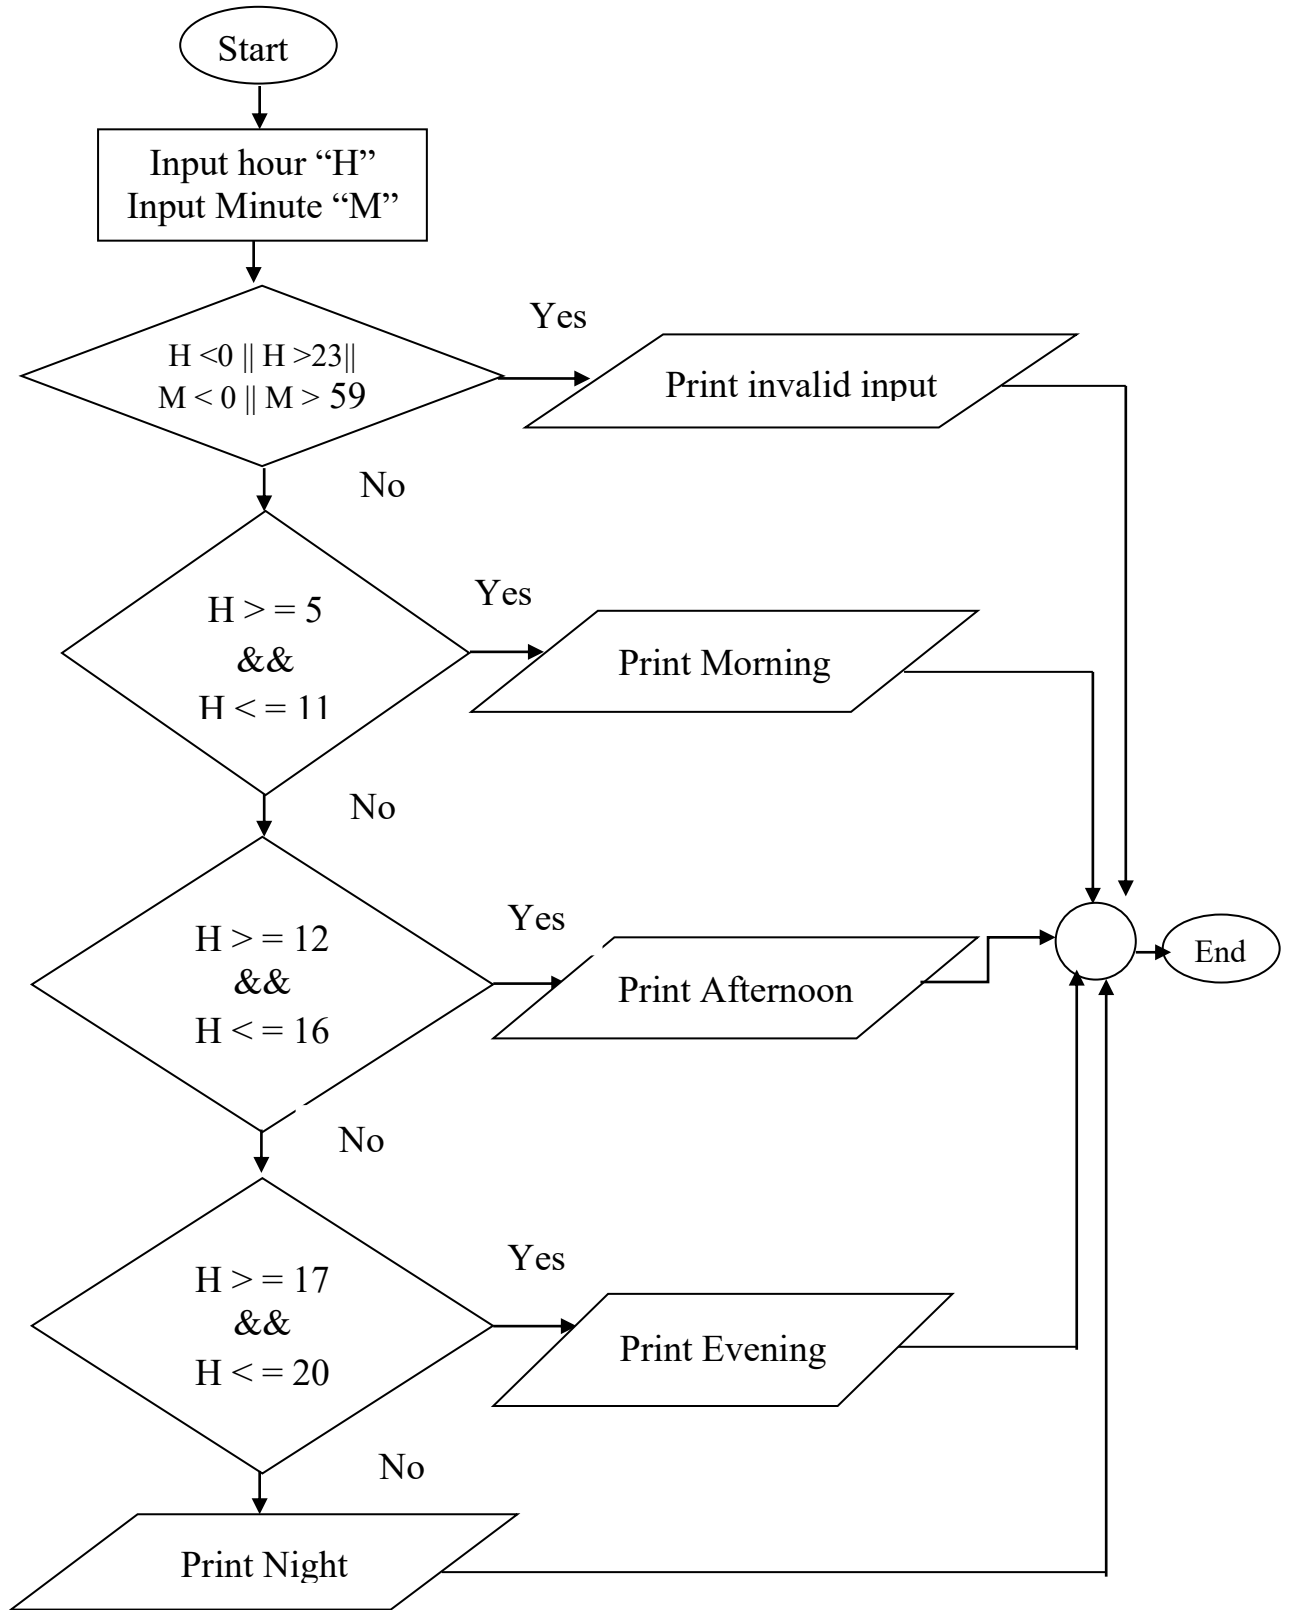 Start
Input hour “H”
Input Minute “M”
Yes
H <0 || H >23||
M < 0 || M > 59
Print invalid input
No
Yes
H > = 5
&&
H < = 11
Print Morning
No
Yes
H > = 12
&&
H < = 16
Print Afternoon
End
No
Yes
H > = 17
&&
H < = 20
Print Evening
No
Print Night